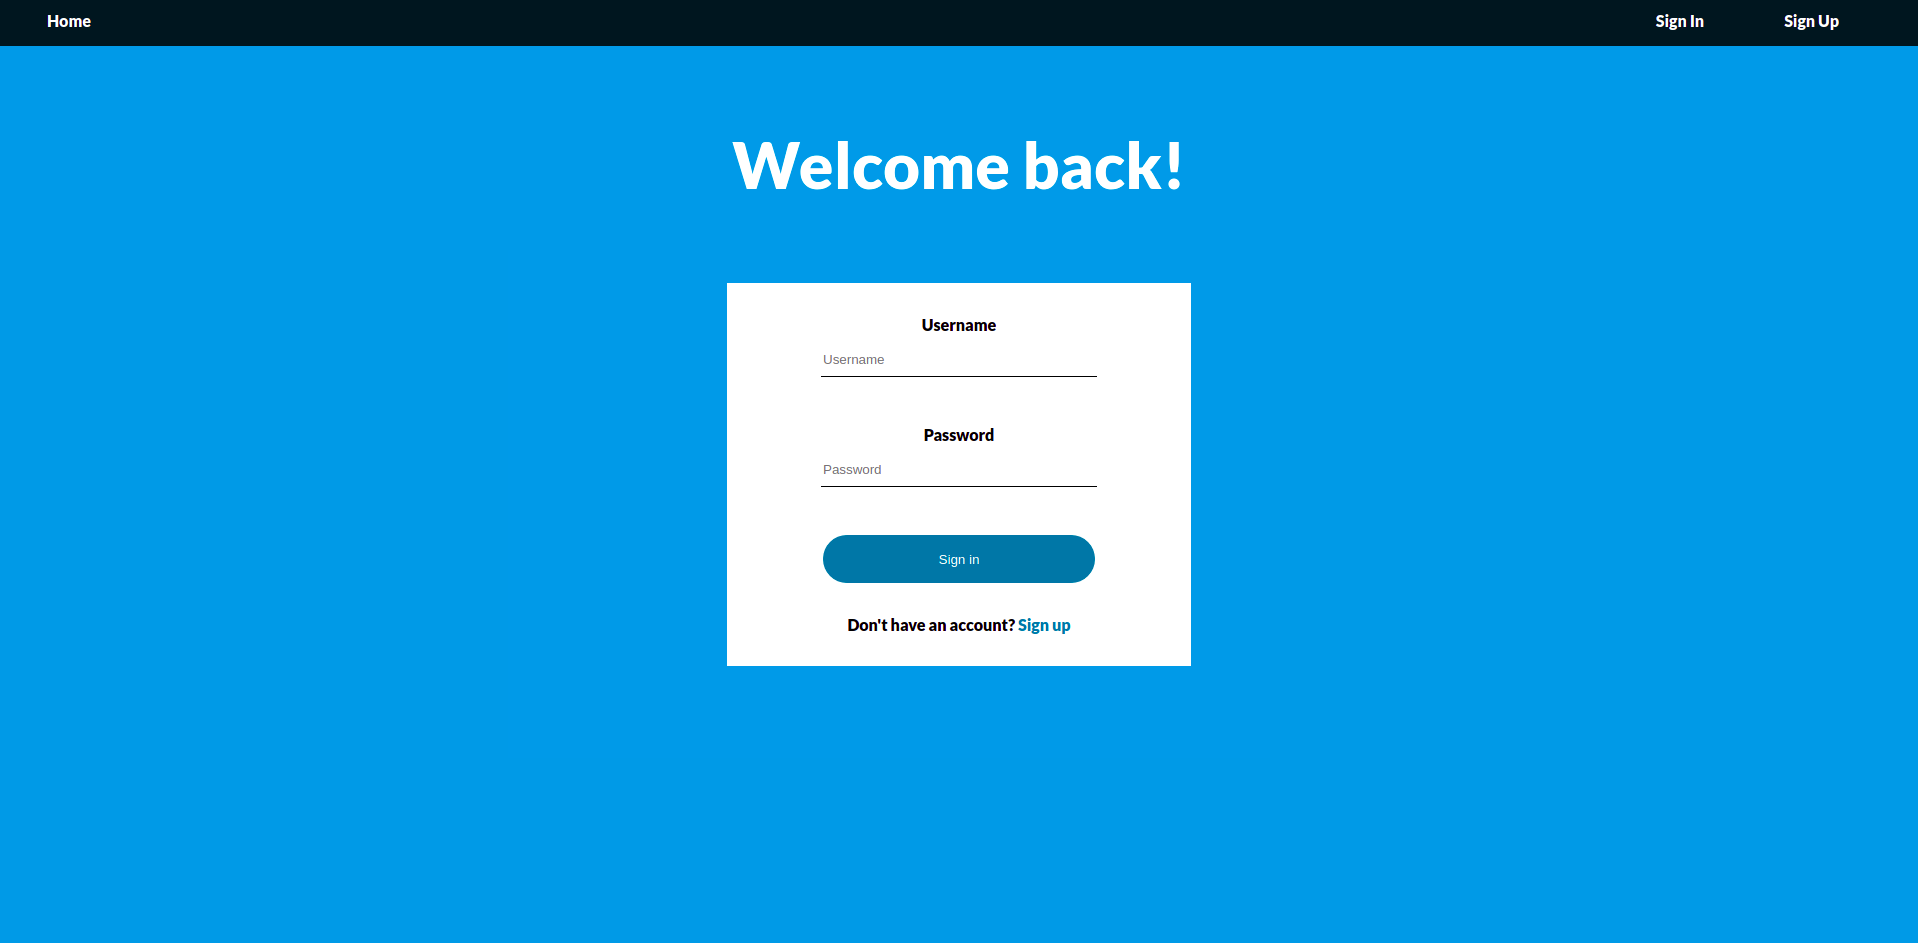 Home Sign In Sign Up
Welcome back!
Username
Username
Password
Password
Sign in
Don't have an account? Sign up